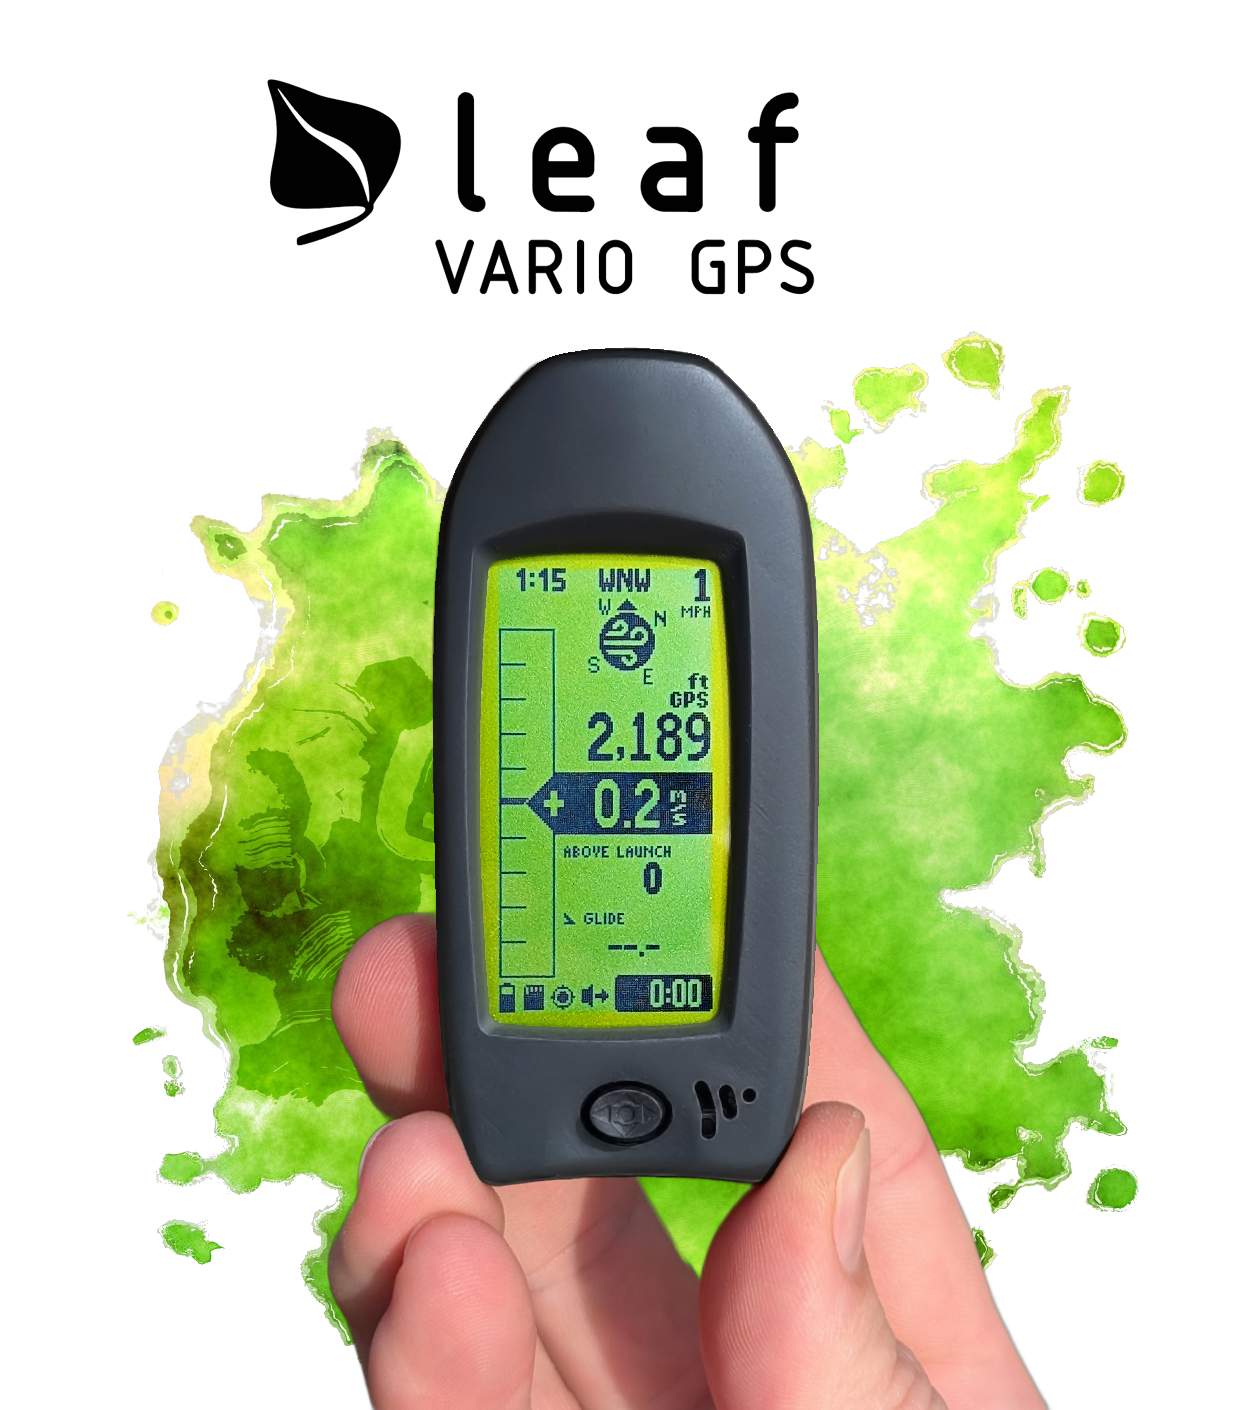 leaf
VARIO GPS
1:15 WNW 1
MPH
W N
S E
ft
GPS
2,189
+ 0.2 m/s
ABOVE LAUNCH
0
GLIDE
--.-
0:00